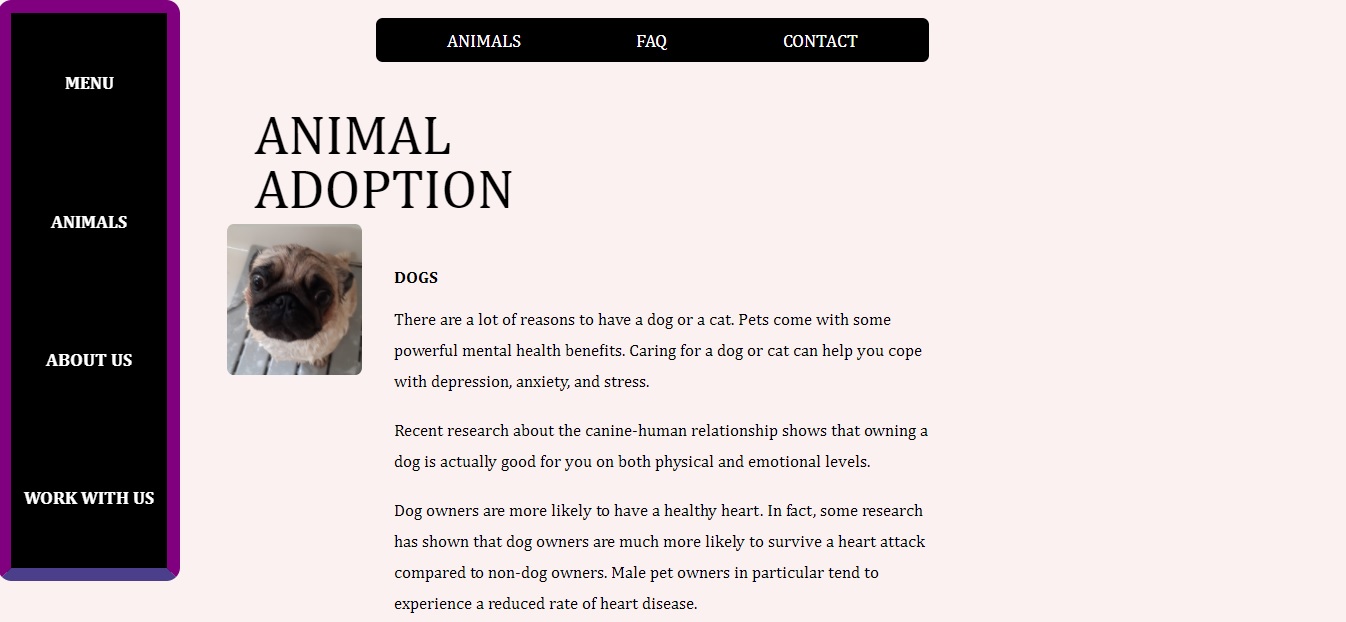 MENU
ANIMALS
ABOUT US
WORK WITH US
ANIMALS FAQ CONTACT
ANIMAL
ADOPTION
DOGS
There are a lot of reasons to have a dog or a cat. Pets come with some
powerful mental health benefits. Caring for a dog or cat can help you cope
with depression, anxiety, and stress.
Recent research about the canine-human relationship shows that owning a
dog is actually good for you on both physical and emotional levels.
Dog owners are more likely to have a healthy heart. In fact, some research
has shown that dog owners are much more likely to survive a heart attack
compared to non-dog owners. Male pet owners in particular tend to
experience a reduced rate of heart disease.